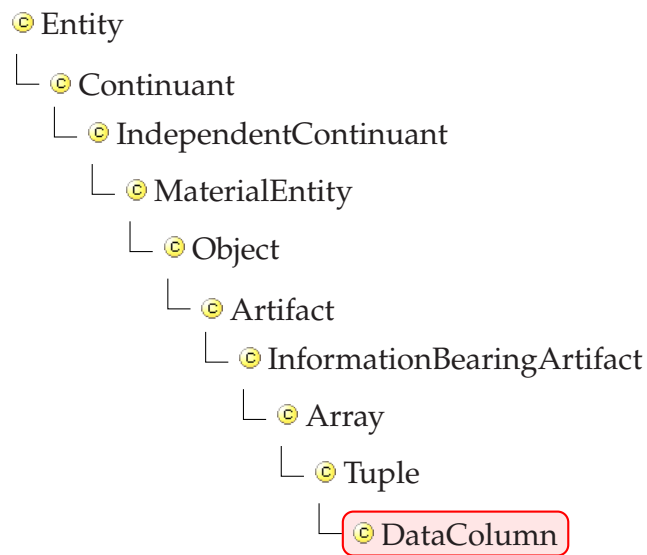 C Entity
C Continuant
C IndependentContinuant
C MaterialEntity
C Object
C Artifact
C InformationBearingArtifact
C Array
C Tuple
C DataColumn